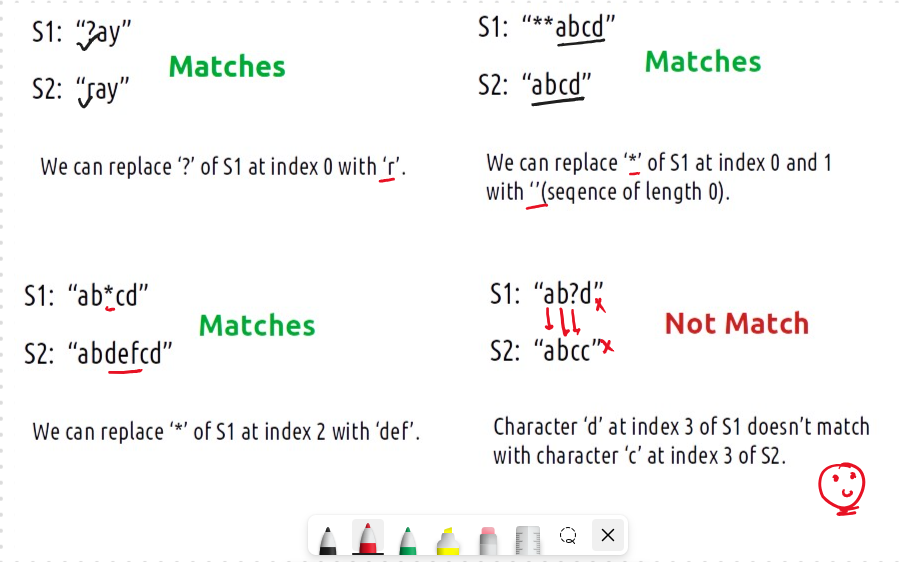 S1: “?ay”
Matches
S2: “ray”
We can replace ‘?’ of S1 at index 0 with ‘r’.
S1: “**abcd”
Matches
S2: “abcd”
We can replace ‘*’ of S1 at index 0 and 1
with ‘’(seqence of length 0).
S1: “ab*cd”
Matches
S2: “abdefcd”
We can replace ‘*’ of S1 at index 2 with ‘def’.
S1: “ab?d”
Not Match
S2: “abcc”
Character ‘d’ at index 3 of S1 doesn’t match
with character ‘c’ at index 3 of S2.